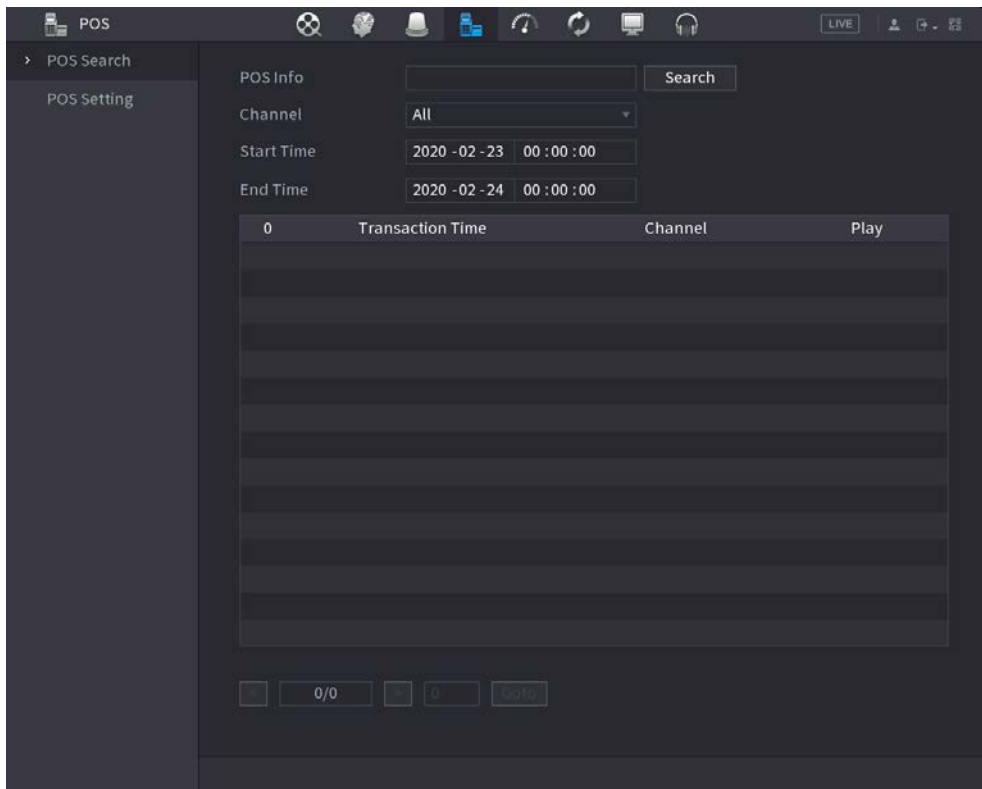 POS
LIVE
POS Search
POS Setting
POS Info Search
Channel All
Start Time 2020 -02 -23 00 :00 :00
End Time 2020 -02 -24 00 :00 :00
0 Transaction Time Channel Play
0/0 0 Goto